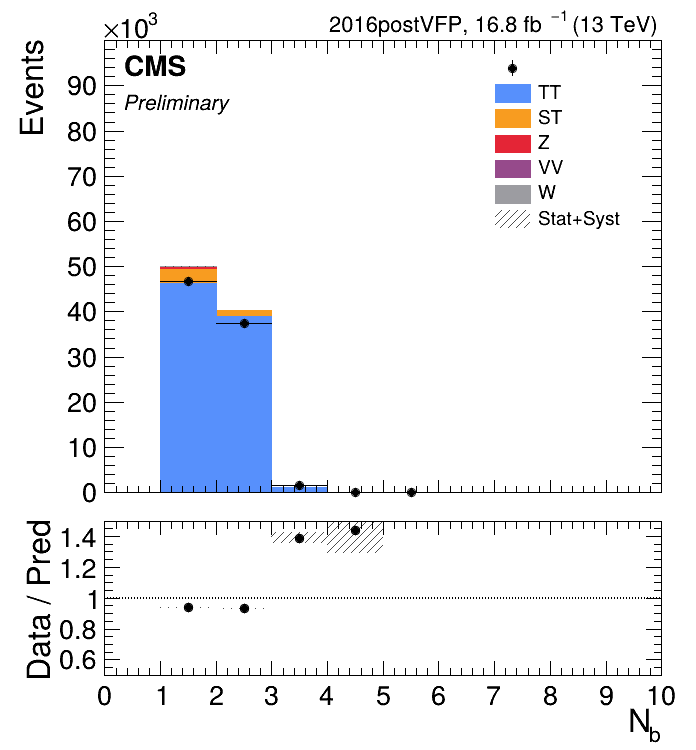 ×10³ 2016postVFP, 16.8 fb ⁻¹ (13 TeV)
Events
CMS
Preliminary
TT
ST
Z
VV
W
Stat+Syst
90
80
70
60
50
40
30
20
10
0
Data / Pred
1.4
1.2
1
0.8
0.6
0 1 2 3 4 5 6 7 8 9 10
N_b